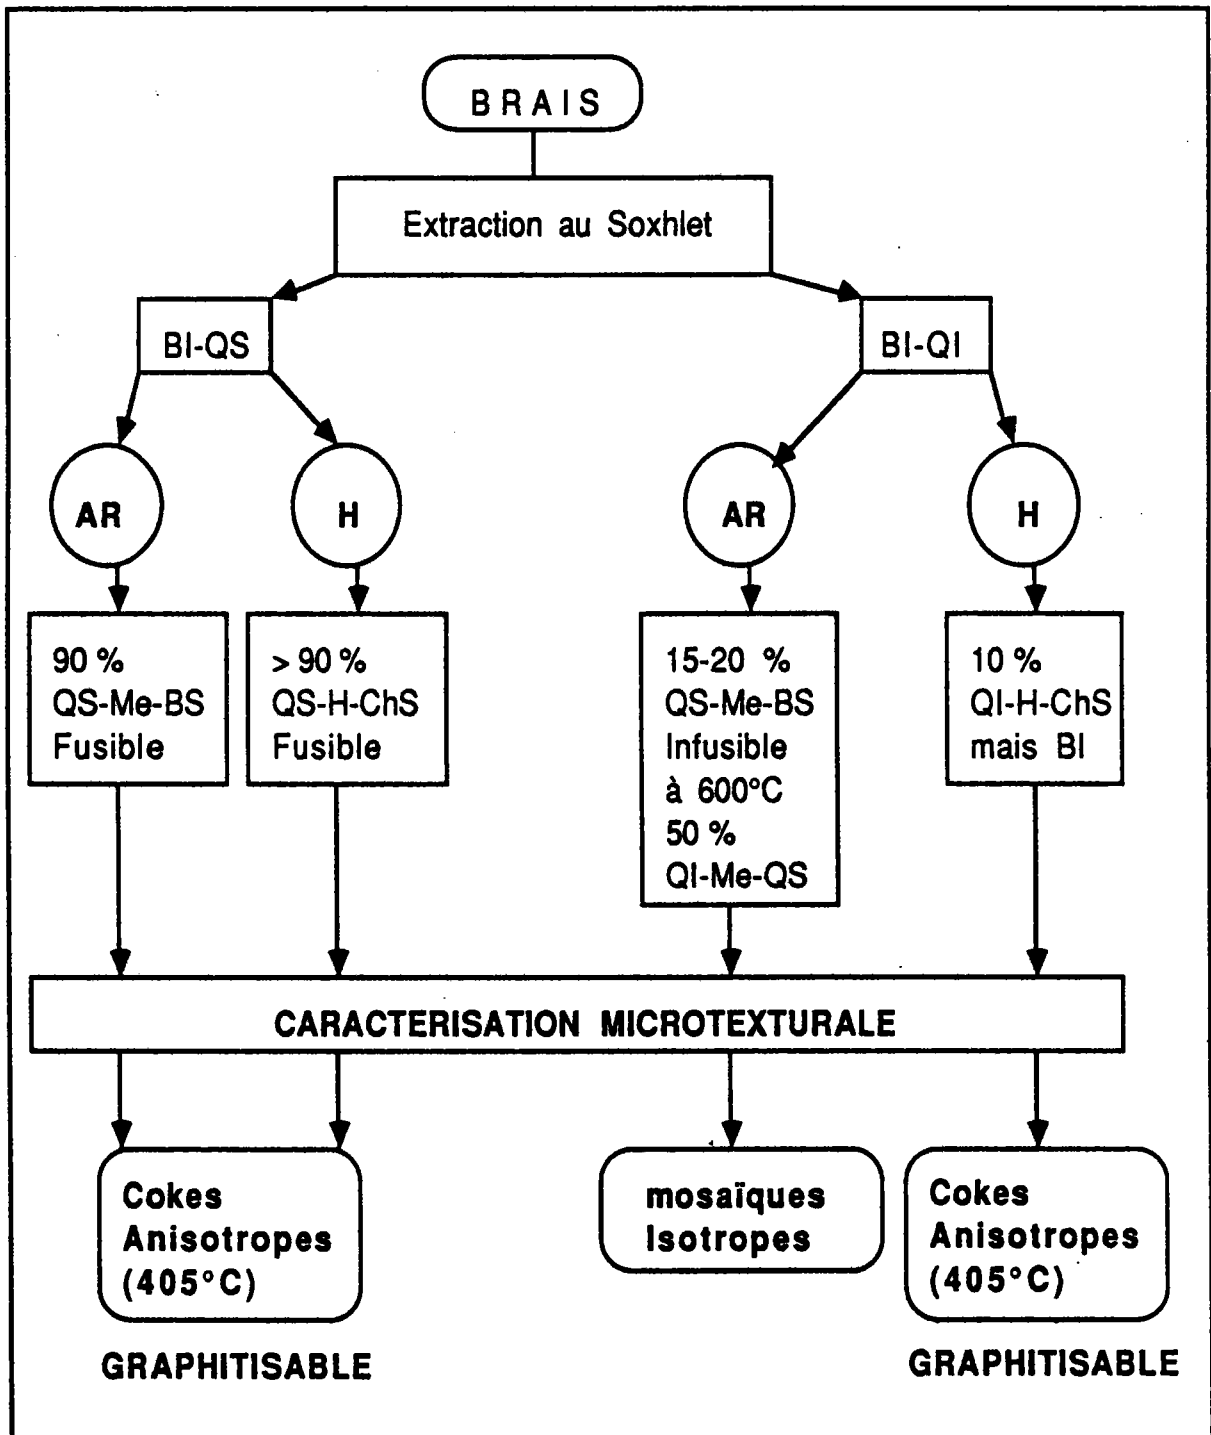 BRAIS
Extraction au Soxhlet
BI-QS
BI-QI
AR
H
AR
H
90 %
QS-Me-BS
Fusible
> 90 %
QS-H-ChS
Fusible
15-20 %
QS-Me-BS
Infusible
à 600°C
50 %
QI-Me-QS
10 %
QI-H-ChS
mais BI
CARACTERISATION MICROTEXTURALE
Cokes
Anisotropes
(405°C)
mosaïques
Isotropes
Cokes
Anisotropes
(405°C)
GRAPHITISABLE
GRAPHITISABLE